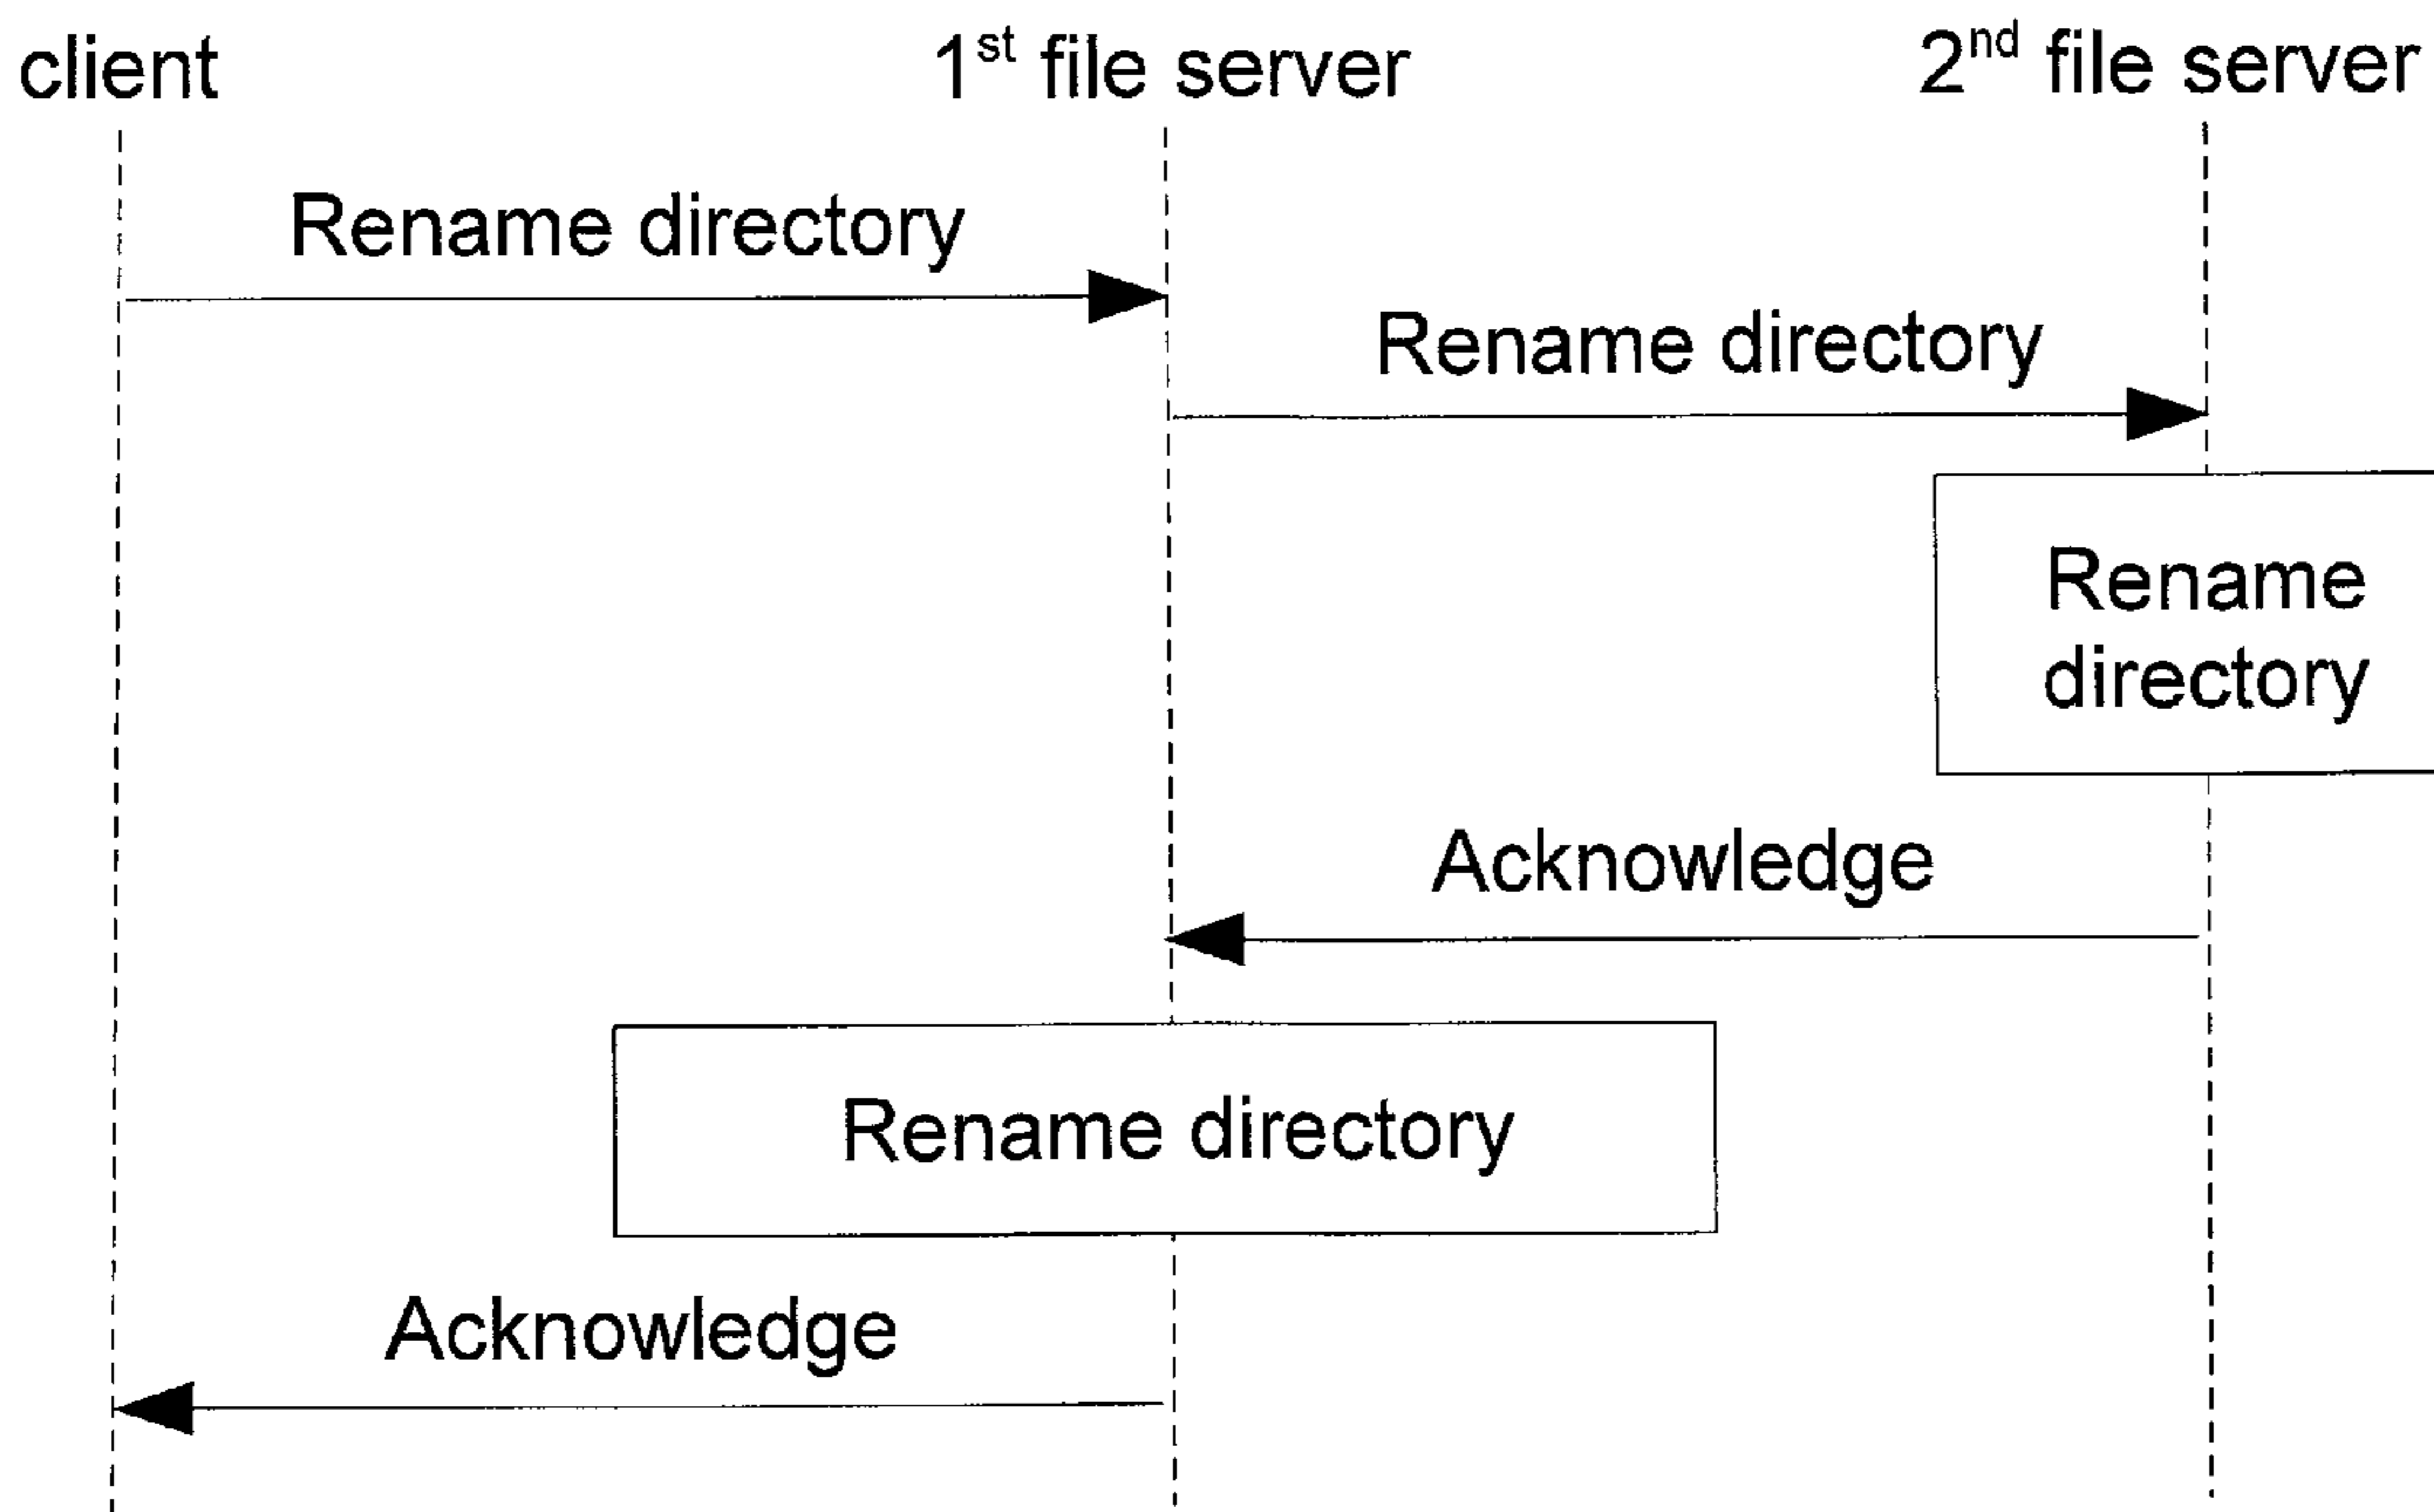 client
1st file server
2nd file server
Rename directory
Rename directory
Rename
directory
Acknowledge
Rename directory
Acknowledge